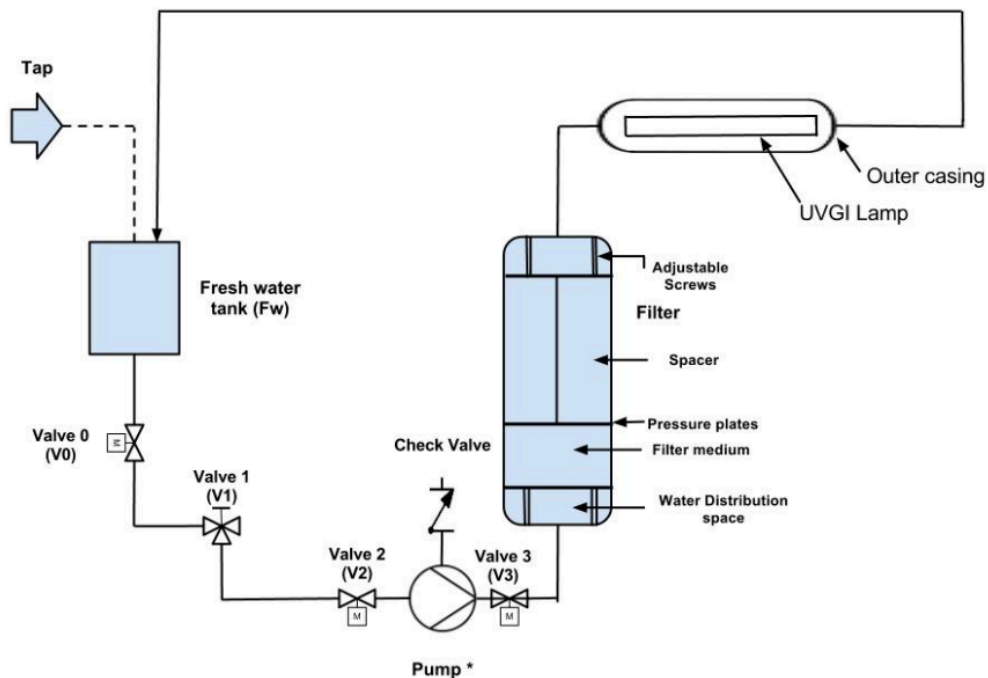 Tap
Outer casing
UVGI Lamp
Adjustable
Screws
Fresh water
tank (Fw)
Filter
Spacer
Pressure plates
Valve 0
(V0)
M
Check Valve
Filter medium
Valve 1
(V1)
Water Distribution
space
Valve 2
(V2)
Valve 3
(V3)
M
M
Pump *